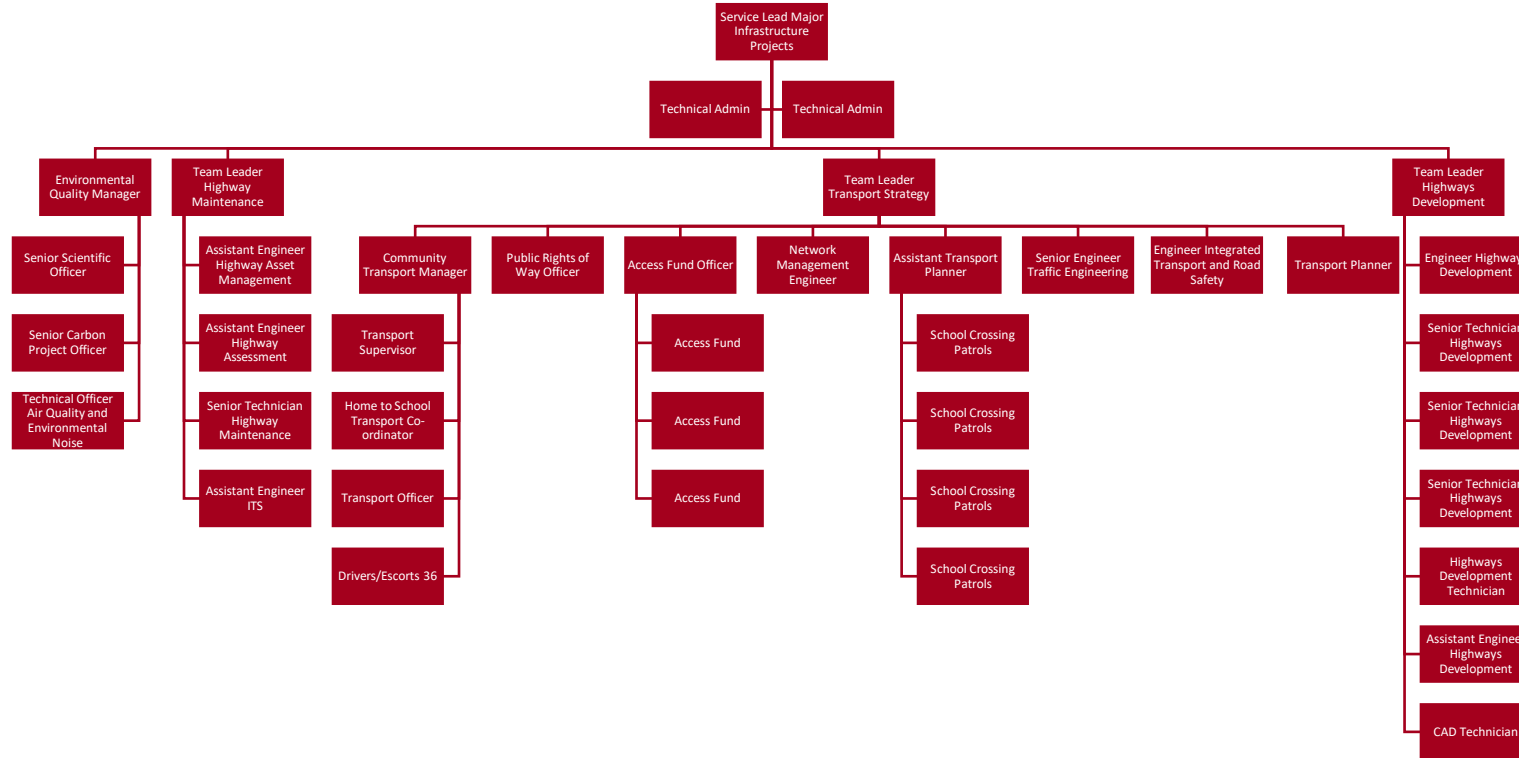 Service Lead Major
Infrastructure
Projects
Technical Admin
Technical Admin
Environmental
Quality Manager
Team Leader
Highway
Maintenance
Team Leader
Transport Strategy
Team Leader
Highways
Development
Senior Scientific
Officer
Senior Carbon
Project Officer
Technical Officer
Air Quality and
Environmental
Noise
Assistant Engineer
Highway Asset
Management
Assistant Engineer
Highway
Assessment
Senior Technician
Highway
Maintenance
Assistant Engineer
ITS
Community
Transport Manager
Public Rights of
Way Officer
Access Fund Officer
Network
Management
Engineer
Assistant Transport
Planner
Senior Engineer
Traffic Engineering
Engineer Integrated
Transport and Road
Safety
Transport Planner
Transport
Supervisor
Home to School
Transport Co-
ordinator
Transport Officer
Drivers/Escorts 36
Access Fund
Access Fund
Access Fund
School Crossing
Patrols
School Crossing
Patrols
School Crossing
Patrols
School Crossing
Patrols
Engineer Highway
Development
Senior Technician
Highways
Development
Senior Technician
Highways
Development
Senior Technician
Highways
Development
Highways
Development
Technician
Assistant Engineer
Highways
Development
CAD Technician